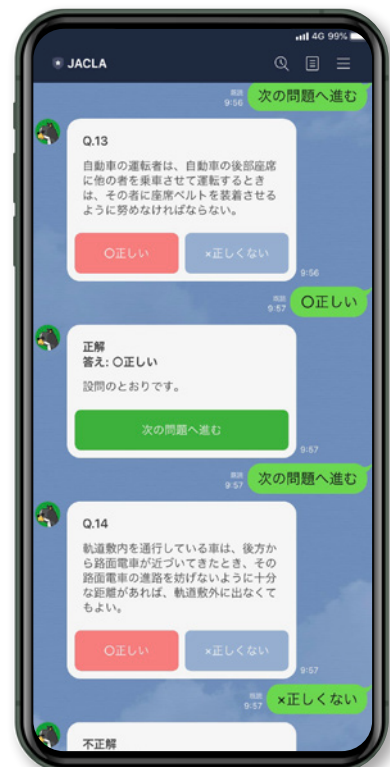 4G 99%
JACLA
既読
9:56
次の問題へ進む
Q.13
自動車の運転者は、自動車の後部座席
に他の者を乗車させて運転するとき
は、その者に座席ベルトを装着させる
ように努めなければならない。
〇正しい
×正しくない
9:56
既読
9:57
〇正しい
正解
答え: 〇正しい
設問のとおりです。
次の問題へ進む
9:57
既読
9:57
次の問題へ進む
Q.14
軌道敷内を通行している車は、後方か
ら路面電車が近づいてきたとき、その
路面電車の進路を妨げないように十分
な距離があれば、軌道敷外に出なくて
もよい。
〇正しい
×正しくない
9:57
既読
9:57
×正しくない
不正解